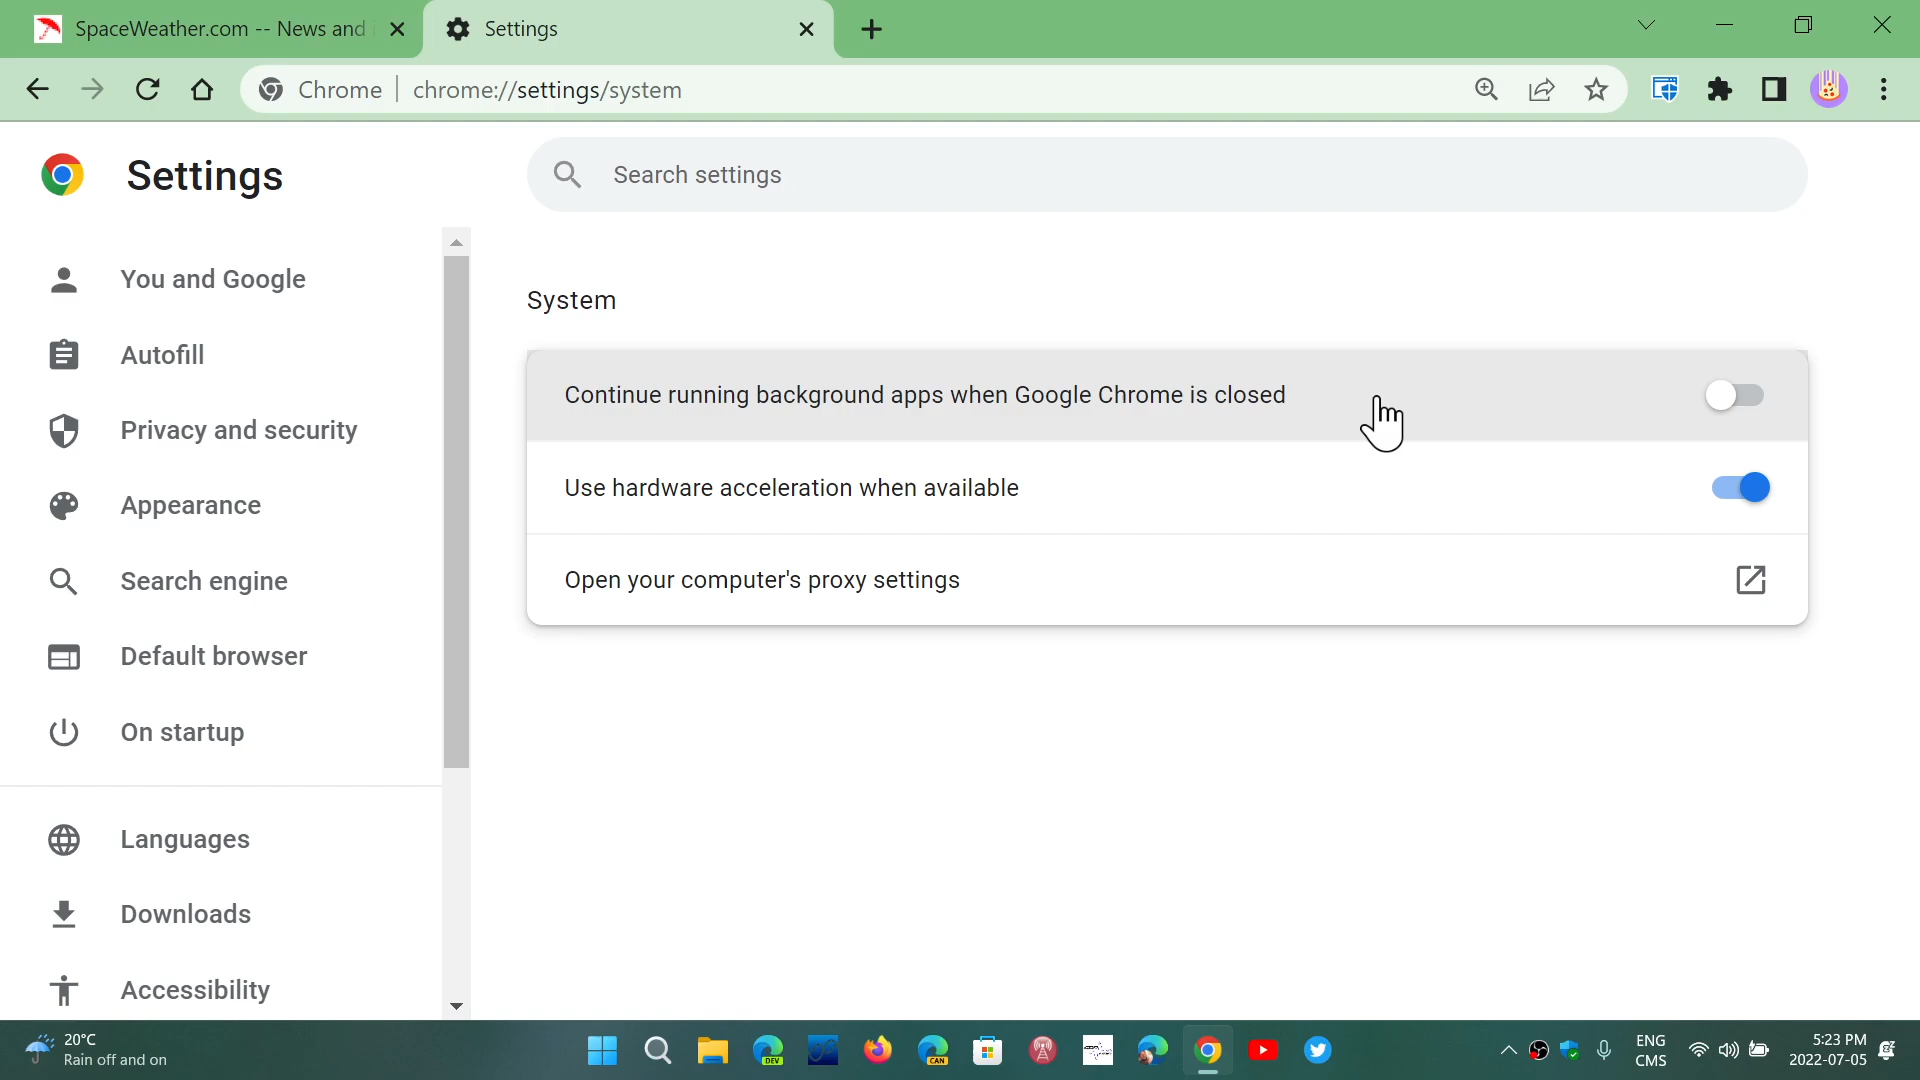 SpaceWeather.com -- News and
Settings
Chrome
chrome://settings/system
Settings
Search settings
You and Google
Autofill
Privacy and security
Appearance
Search engine
Default browser
On startup
Languages
Downloads
Accessibility
System
Continue running background apps when Google Chrome is closed
Use hardware acceleration when available
Open your computer's proxy settings
20°C
Rain off and on
DEV
CAN
ENG
CMS
5:23 PM
2022-07-05